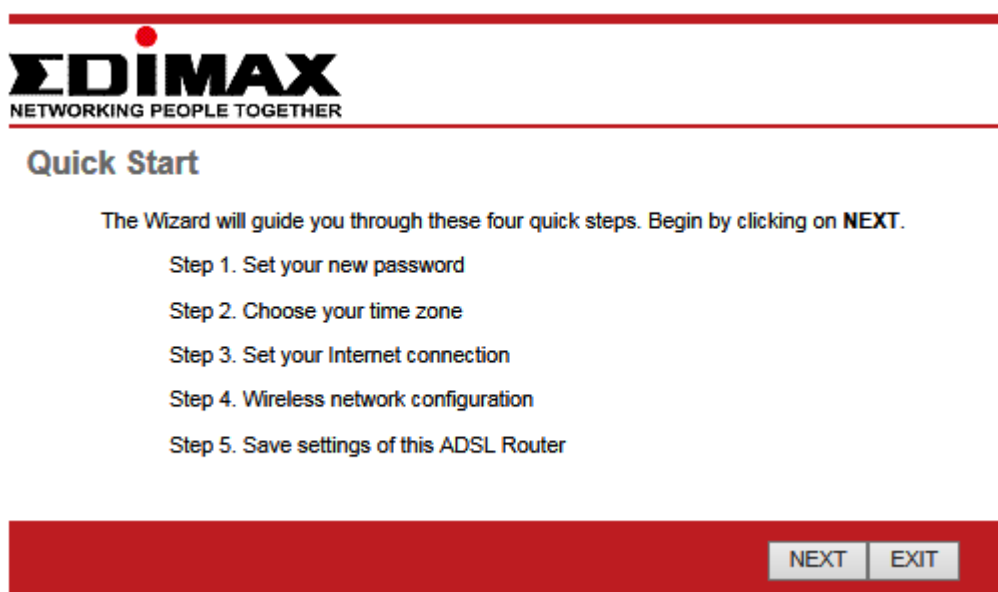 EDIMAX
NETWORKING PEOPLE TOGETHER
Quick Start
The Wizard will guide you through these four quick steps. Begin by clicking on NEXT.
Step 1. Set your new password
Step 2. Choose your time zone
Step 3. Set your Internet connection
Step 4. Wireless network configuration
Step 5. Save settings of this ADSL Router
NEXT EXIT